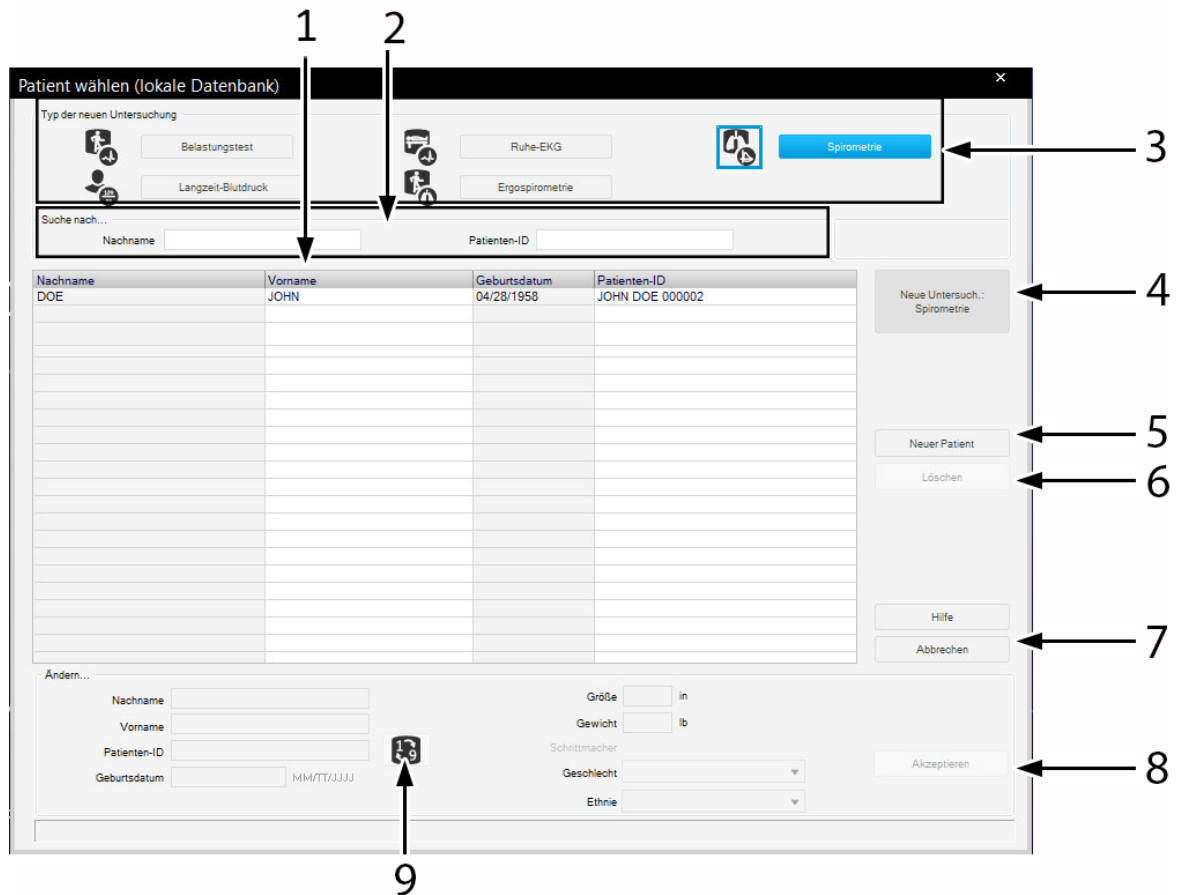 1 2
Patient wählen (lokale Datenbank) ×
Typ der neuen Untersuchung
Belastungstest Ruhe-EKG Spirometrie 3
Langzeit-Blutdruck Ergospirometrie
Suche nach...
Nachname Patienten-ID
Nachname Vorname Geburtsdatum Patienten-ID
DOE JOHN 04/28/1958 JOHN DOE 000002
Neue Untersuch.: 4
Spirometrie
Neuer Patient 5
Löschen 6
Hilfe
Abbrechen 7
Ändern...
Nachname Größe in
Vorname Gewicht lb
Patienten-ID 1 9 Schrittmacher
Geburtsdatum MM/TT/JJJJ Geschlecht Akzeptieren 8
Ethnie
9